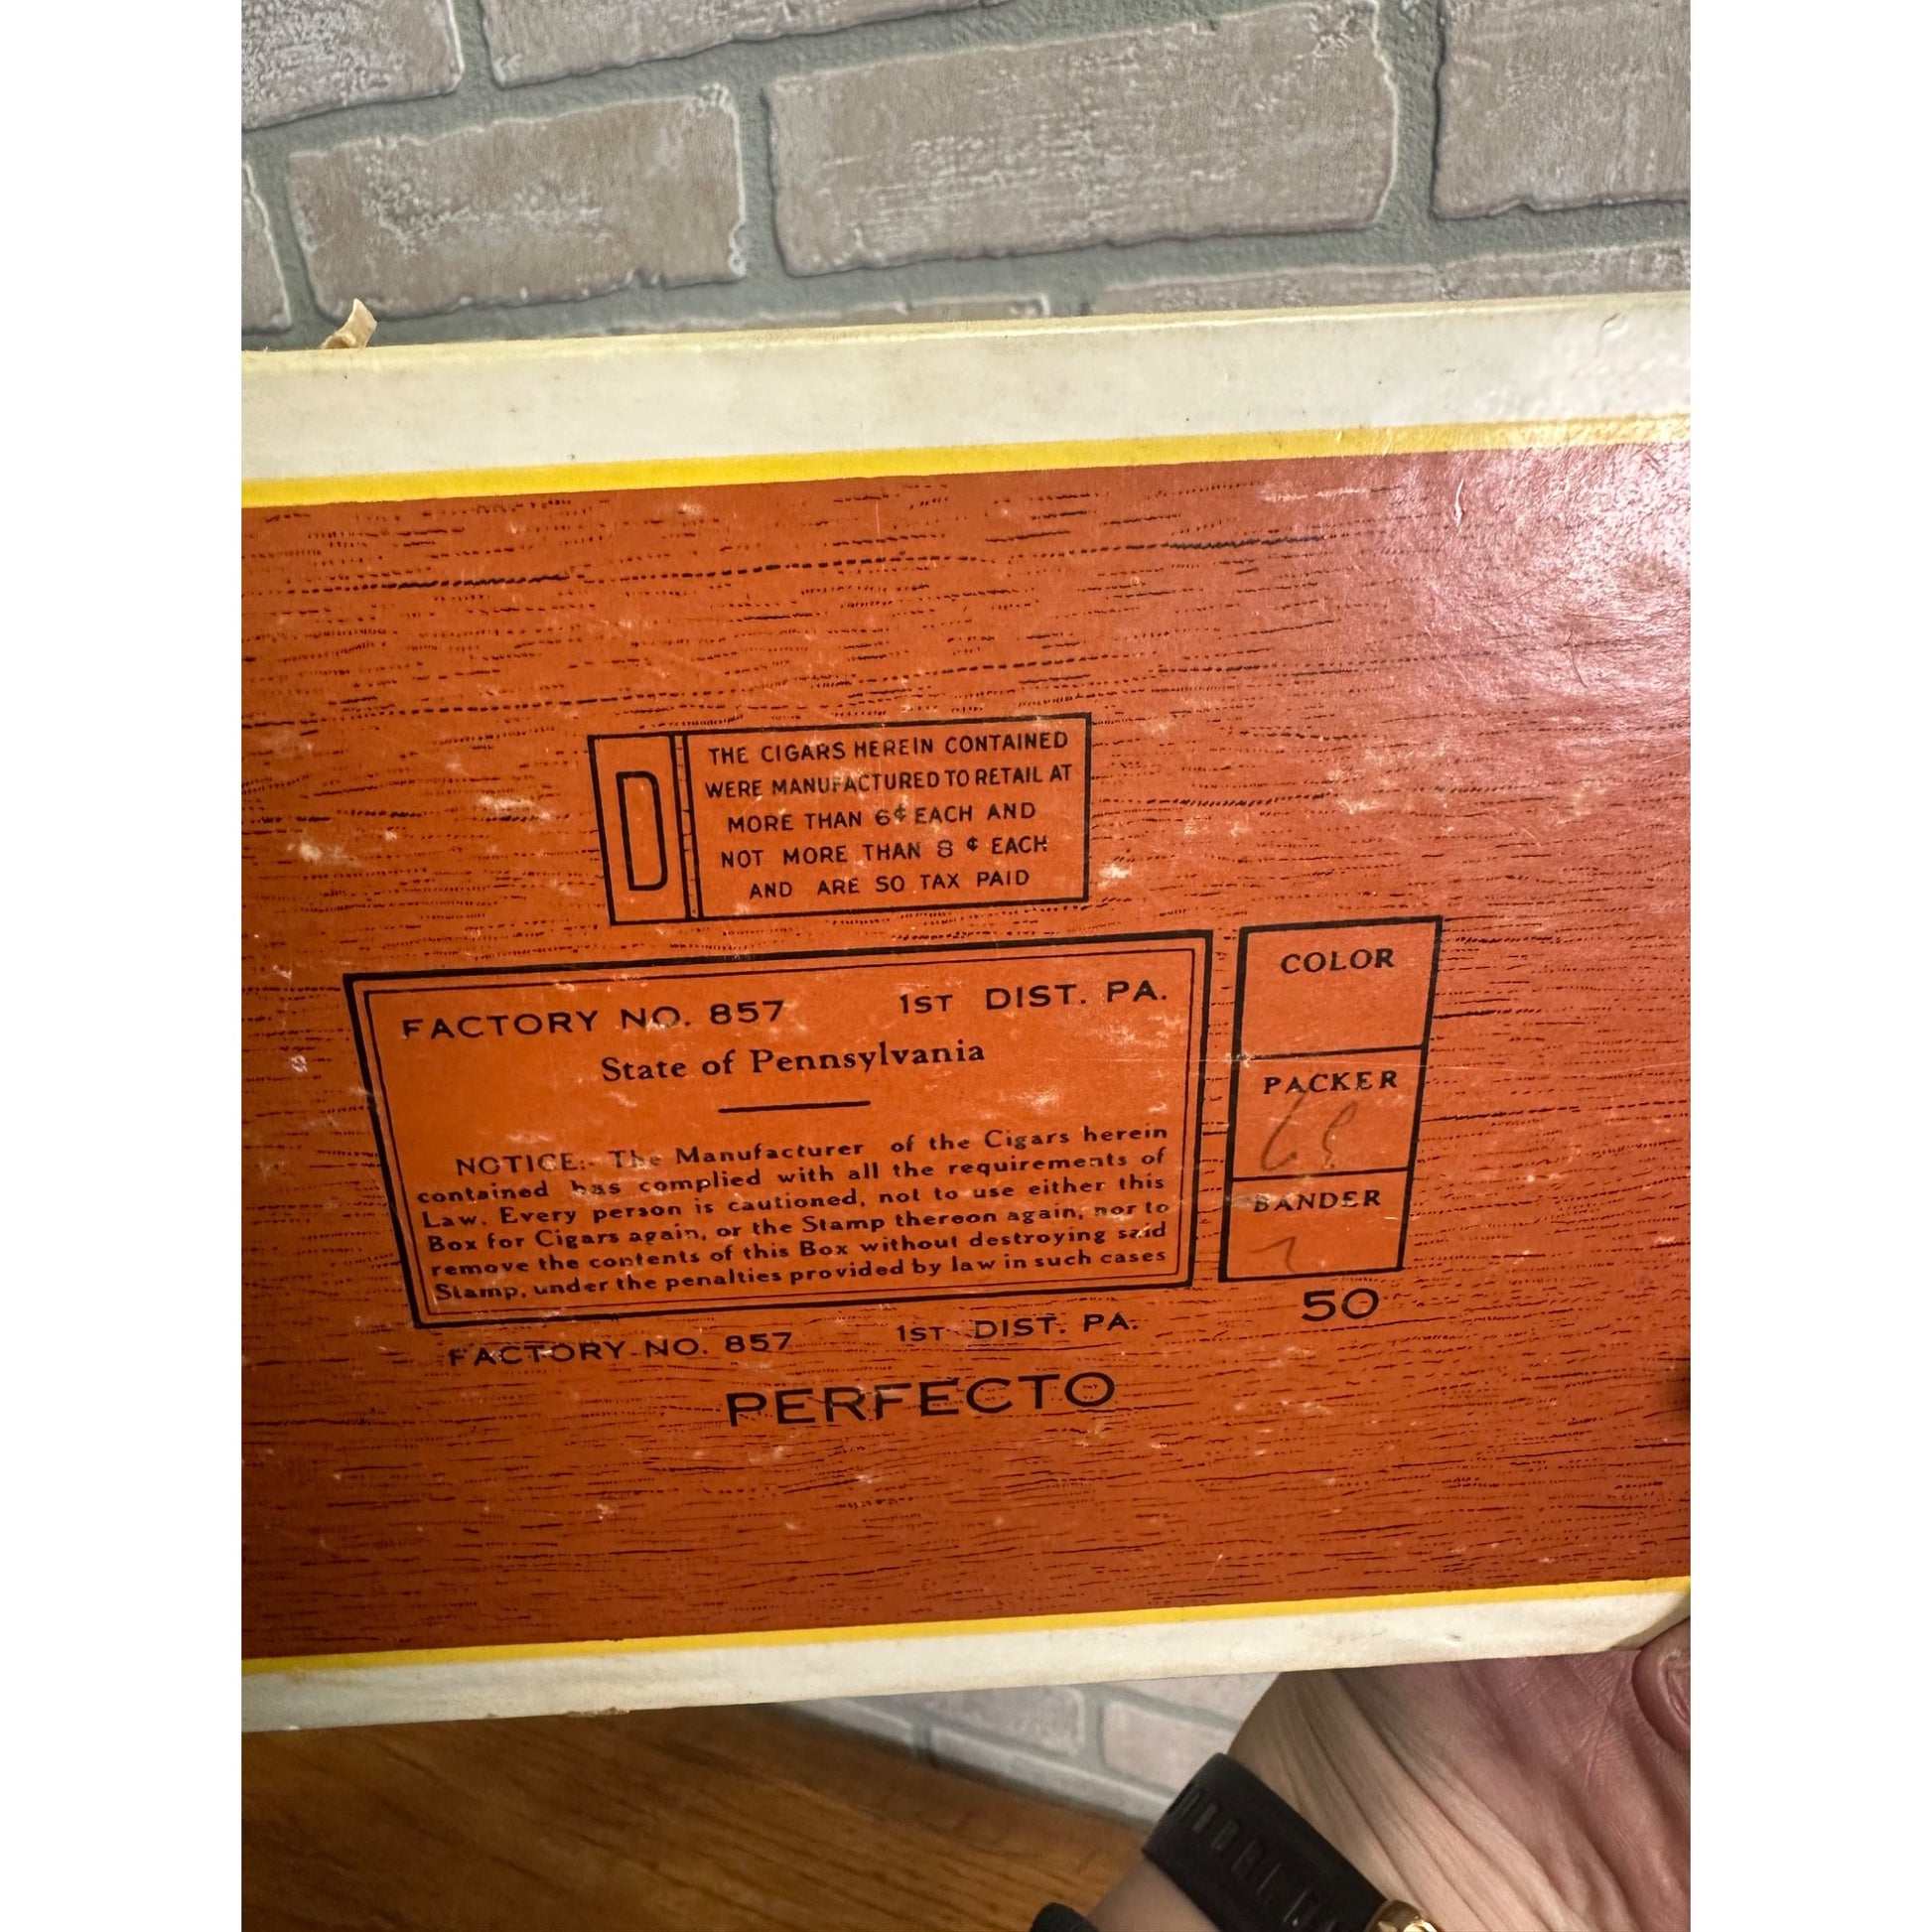 D
THE CIGARS HEREIN CONTAINED
WERE MANUFACTURED TO RETAIL AT
MORE THAN 6¢ EACH AND
NOT MORE THAN 8 ¢ EACH
AND ARE SO TAX PAID
FACTORY NO. 857 1ST DIST. PA.
State of Pennsylvania
NOTICE:- The Manufacturer of the Cigars herein
contained has complied with all the requirements of
Law. Every person is cautioned, not to use either this
Box for Cigars again, or the Stamp thereon again, nor to
remove the contents of this Box without destroying said
Stamp, under the penalties provided by law in such cases
COLOR
PACKER
68
BANDER
50
FACTORY NO. 857 1ST DIST. PA.
PERFECTO